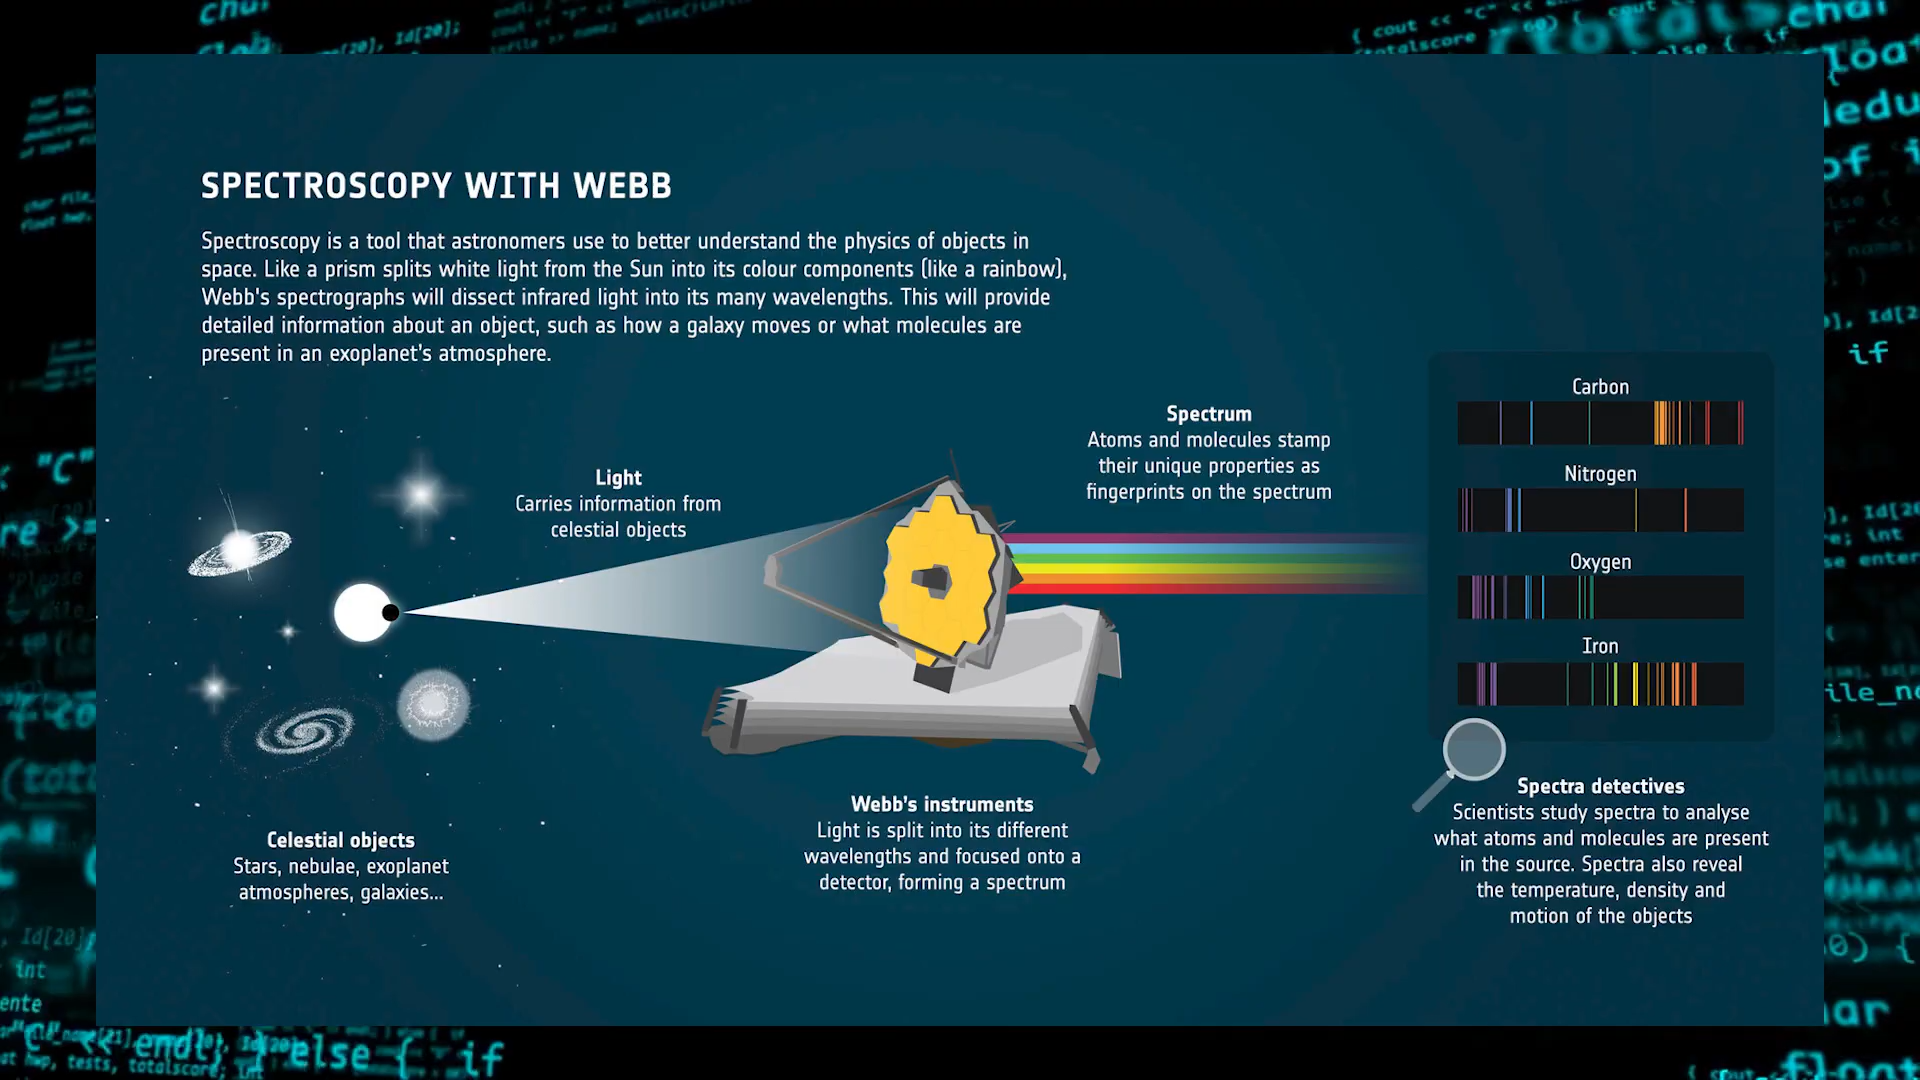 SPECTROSCOPY WITH WEBB
Spectroscopy is a tool that astronomers use to better understand the physics of objects in
space. Like a prism splits white light from the Sun into its colour components (like a rainbow),
Webb's spectrographs will dissect infrared light into its many wavelengths. This will provide
detailed information about an object, such as how a galaxy moves or what molecules are
present in an exoplanet's atmosphere.
Light
Carries information from
celestial objects
Spectrum
Atoms and molecules stamp
their unique properties as
fingerprints on the spectrum
Carbon
Nitrogen
Oxygen
Iron
Celestial objects
Stars, nebulae, exoplanet
atmospheres, galaxies...
Webb's instruments
Light is split into its different
wavelengths and focused onto a
detector, forming a spectrum
Spectra detectives
Scientists study spectra to analyse
what atoms and molecules are present
in the source. Spectra also reveal
the temperature, density and
motion of the objects
endl; } else { if